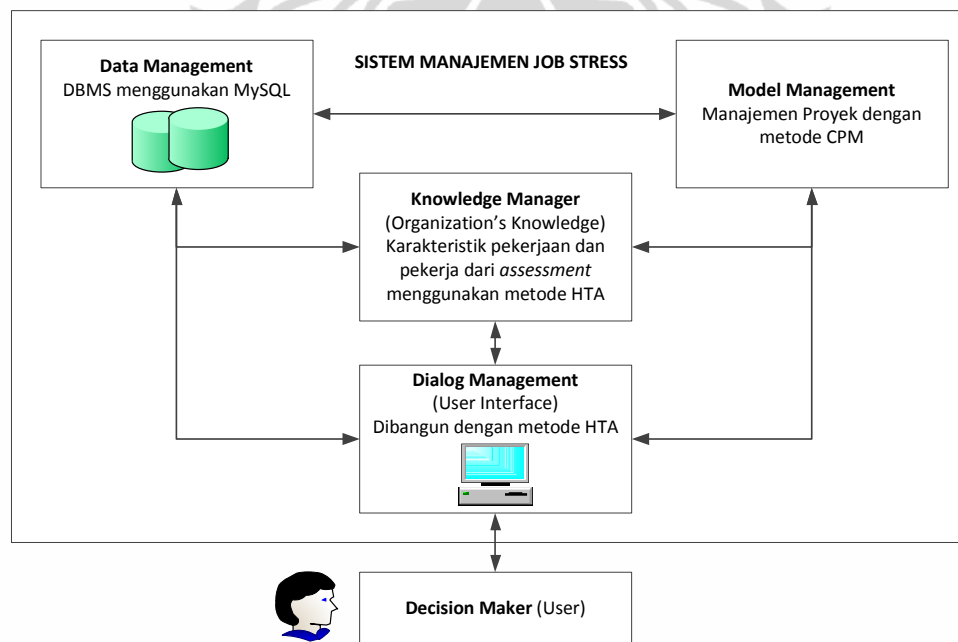 SISTEM MANAJEMEN JOB STRESS
Data Management
DBMS menggunakan MySQL
Model Management
Manajemen Proyek dengan
metode CPM
Knowledge Manager
(Organization’s Knowledge)
Karakteristik pekerjaan dan
pekerja dari assessment
menggunakan metode HTA
Dialog Management
(User Interface)
Dibangun dengan metode HTA
Decision Maker (User)